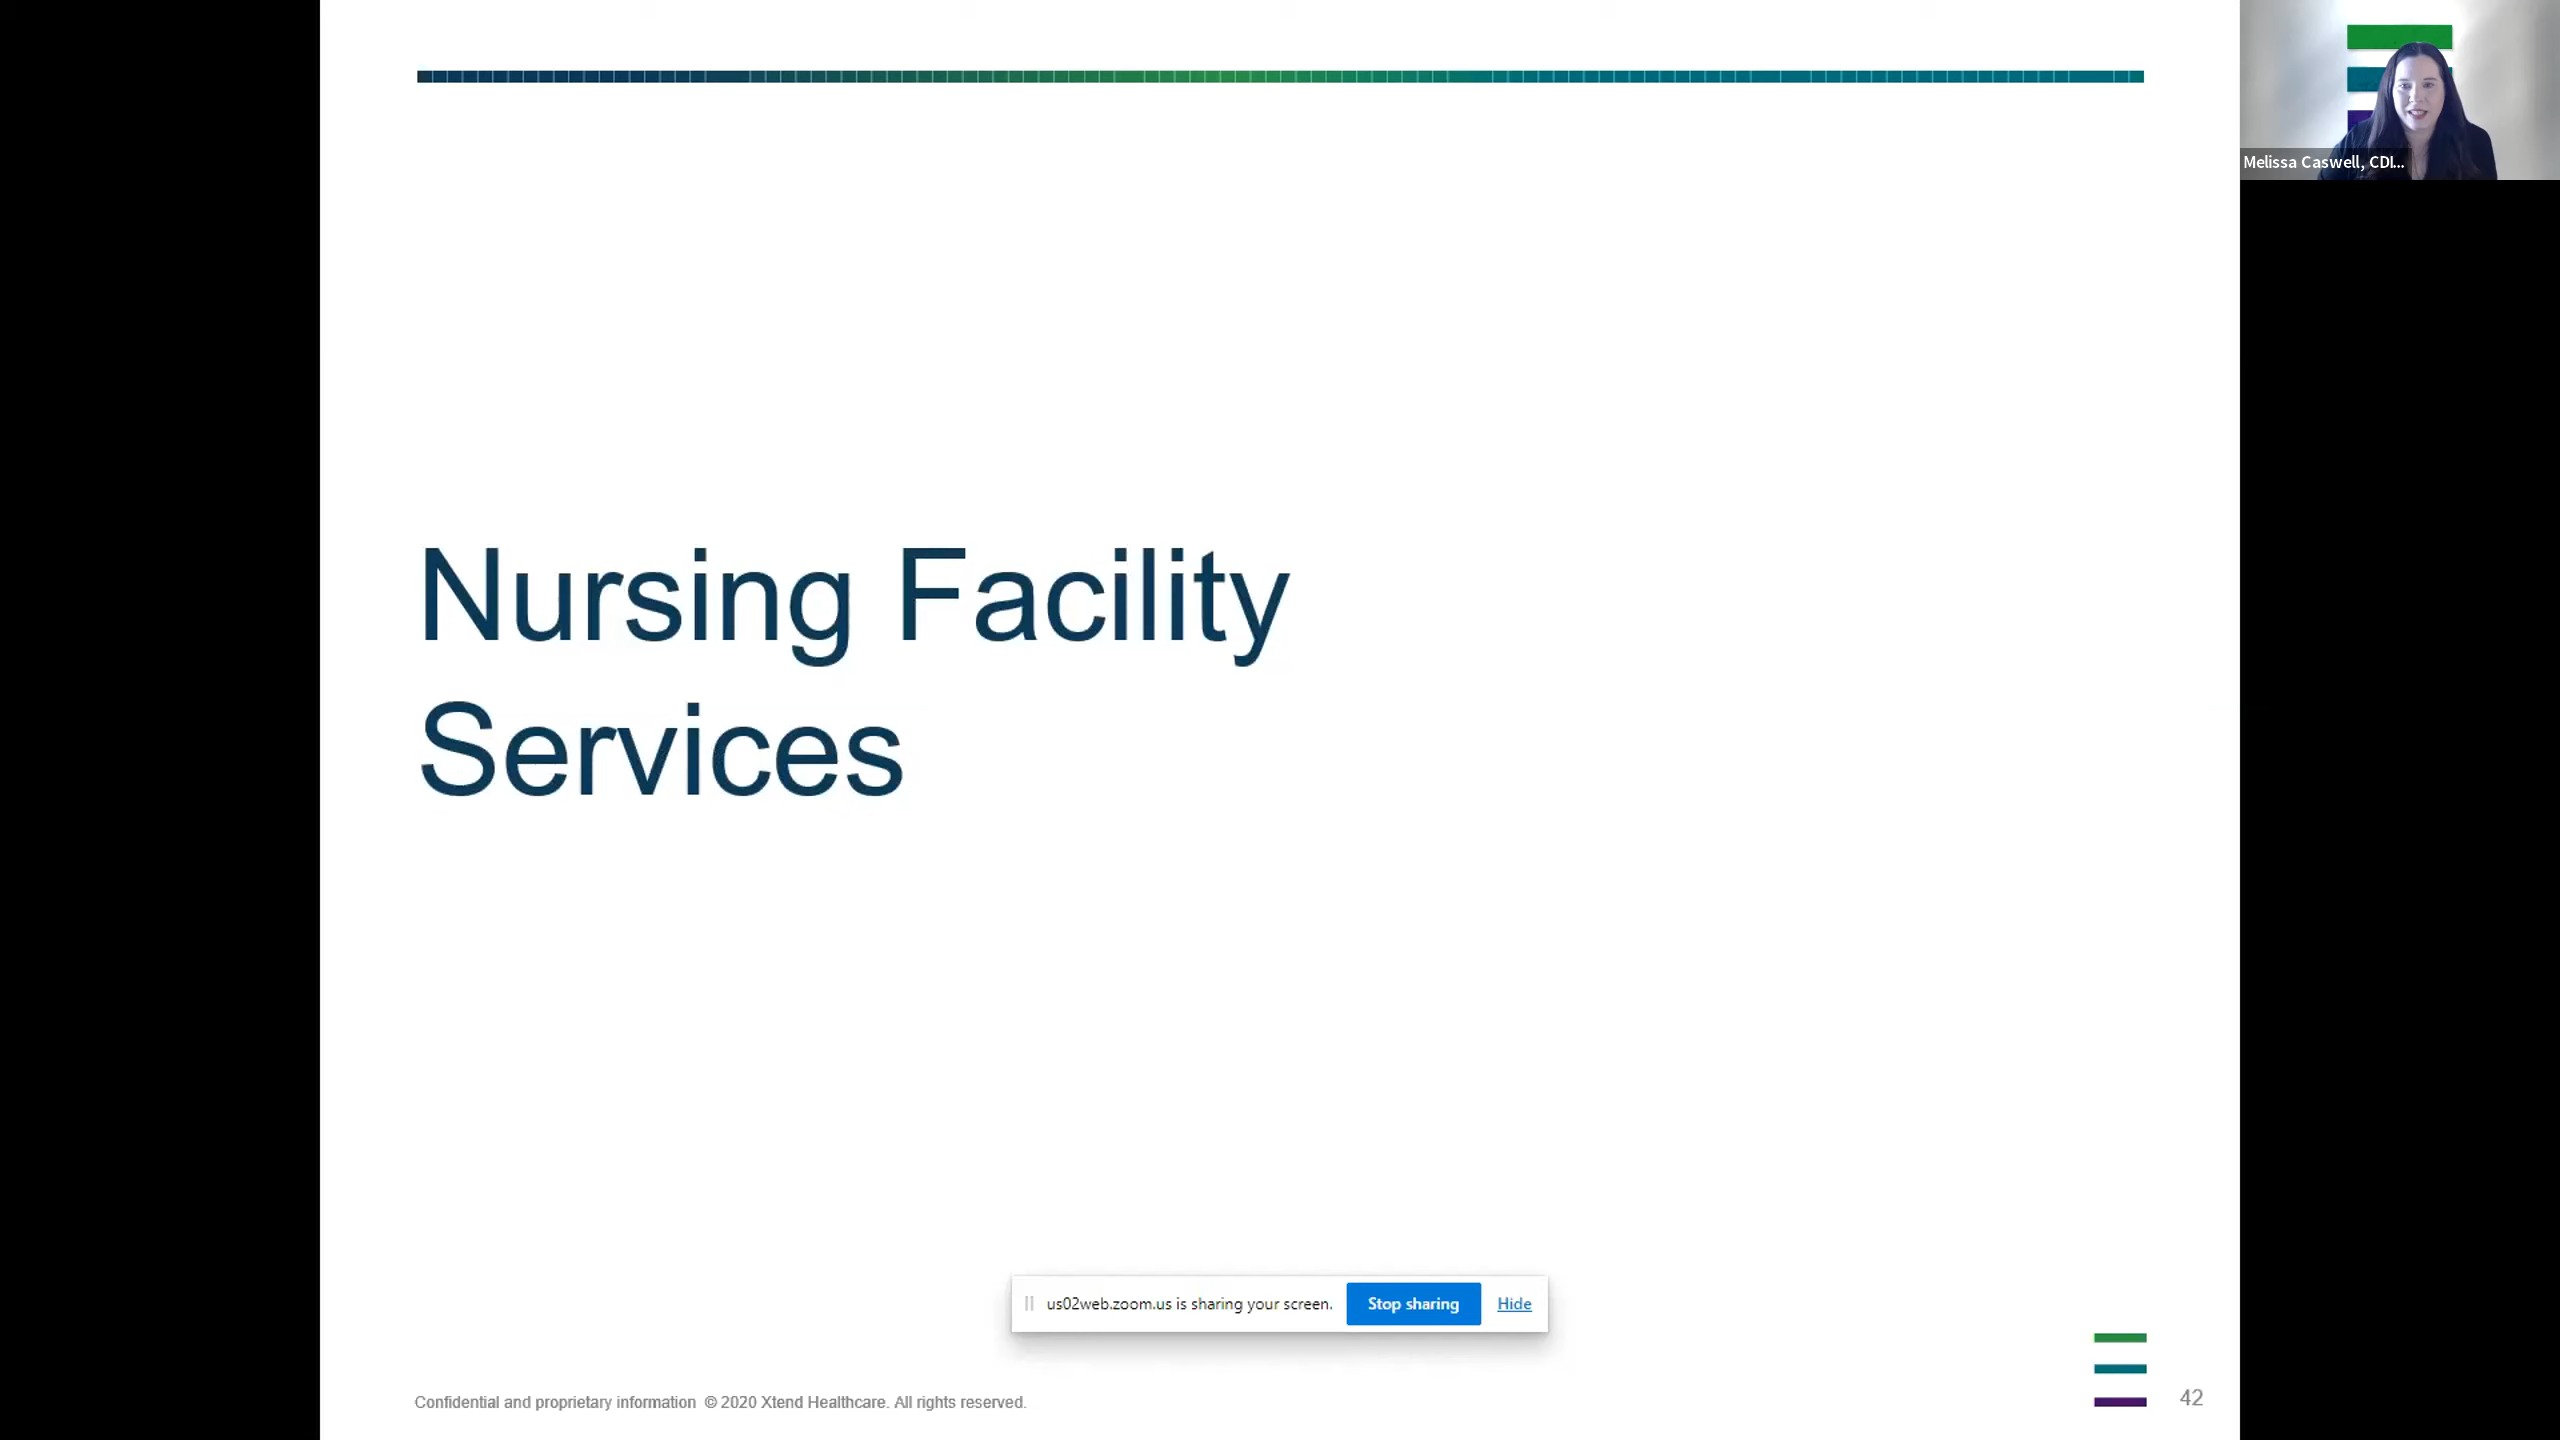 Melissa Caswell, CDI...
Nursing Facility
Services
us02web.zoom.us is sharing your screen.
Stop sharing
Hide
Confidential and proprietary information © 2020 Xtend Healthcare. All rights reserved.
42